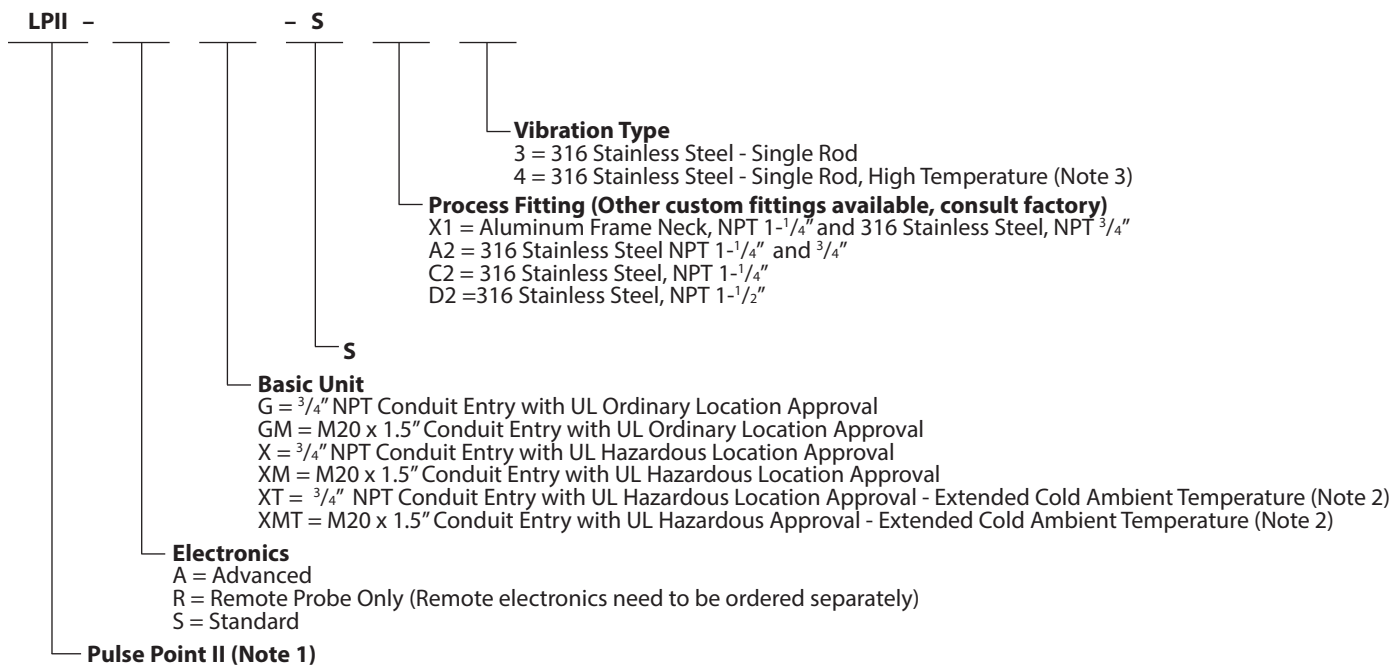 LPII – – S
Vibration Type
3 = 316 Stainless Steel - Single Rod
4 = 316 Stainless Steel - Single Rod, High Temperature (Note 3)
Process Fitting (Other custom fittings available, consult factory)
X1 = Aluminum Frame Neck, NPT 1-1/4” and 316 Stainless Steel, NPT 3/4”
A2 = 316 Stainless Steel NPT 1-1/4” and 3/4”
C2 = 316 Stainless Steel, NPT 1-1/4”
D2 =316 Stainless Steel, NPT 1-1/2”
S
Basic Unit
G = 3/4” NPT Conduit Entry with UL Ordinary Location Approval
GM = M20 x 1.5” Conduit Entry with UL Ordinary Location Approval
X = 3/4” NPT Conduit Entry with UL Hazardous Location Approval
XM = M20 x 1.5” Conduit Entry with UL Hazardous Location Approval
XT = 3/4” NPT Conduit Entry with UL Hazardous Location Approval - Extended Cold Ambient Temperature (Note 2)
XMT = M20 x 1.5” Conduit Entry with UL Hazardous Approval - Extended Cold Ambient Temperature (Note 2)
Electronics
A = Advanced
R = Remote Probe Only (Remote electronics need to be ordered separately)
S = Standard
Pulse Point II (Note 1)